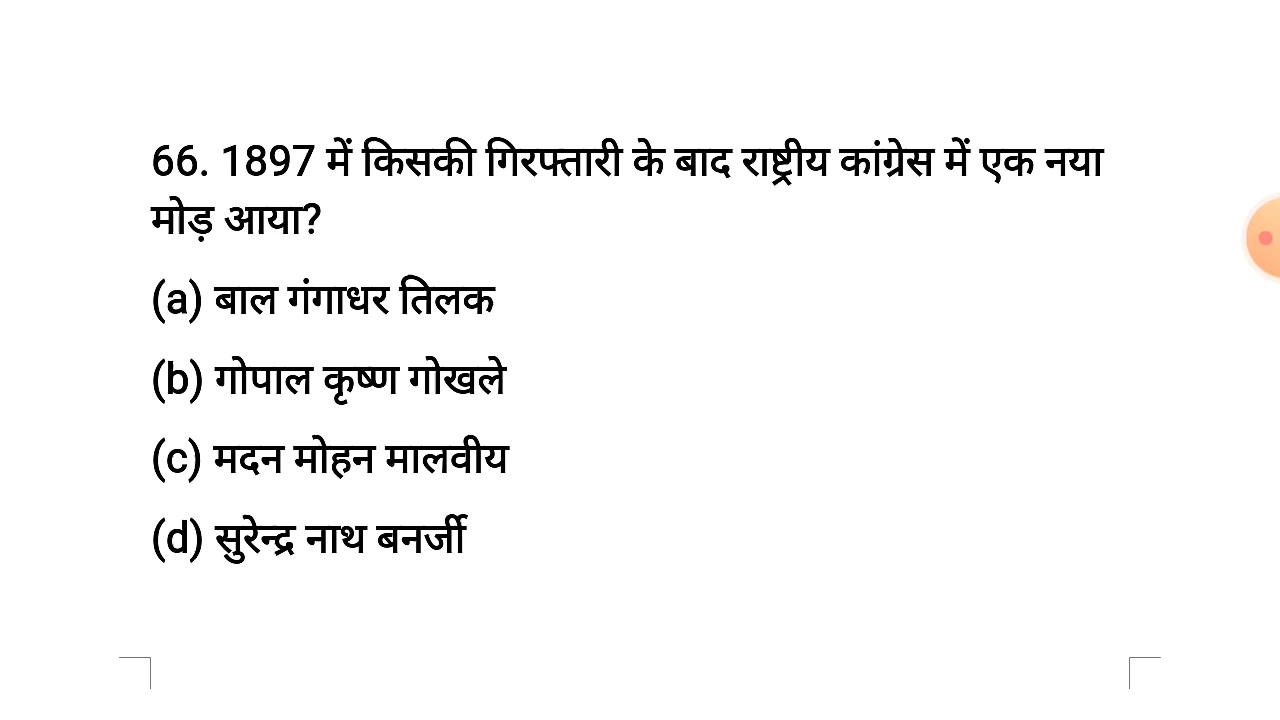 66. 1897 में किसकी गिरफ्तारी के बाद राष्ट्रीय कांग्रेस में एक नया
मोड़ आया?
(a) बाल गंगाधर तिलक
(b) गोपाल कृष्ण गोखले
(c) मदन मोहन मालवीय
(d) सुरेन्द्र नाथ बनर्जी